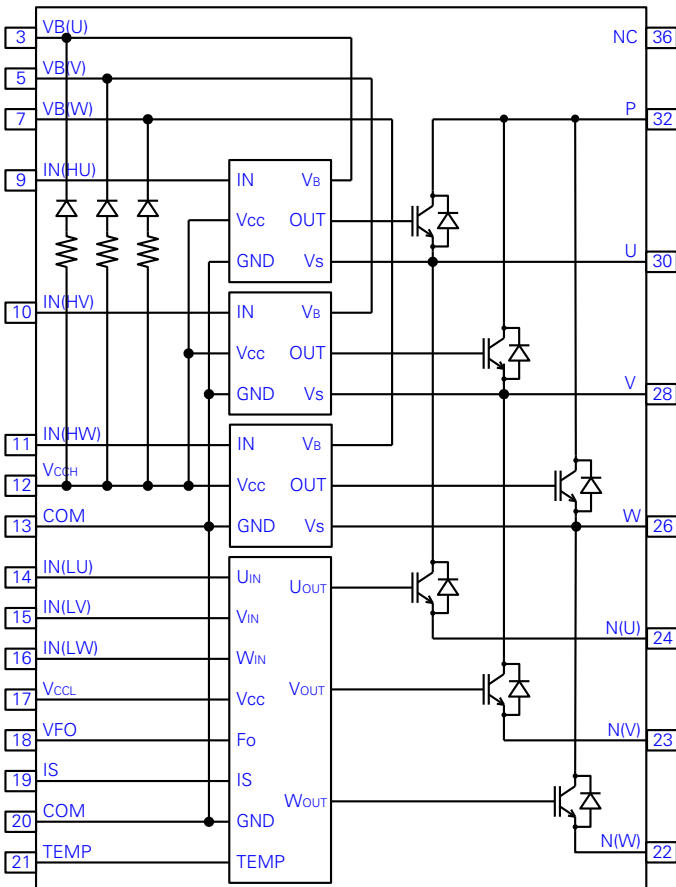 3 VB(U) NC 36
5 VB(V)
7 VB(W) P 32
9 IN(HU) IN VB
Vcc OUT
GND Vs U 30
10 IN(HV) IN VB
Vcc OUT
GND Vs V 28
11 IN(HW) IN VB
12 VCCH Vcc OUT
13 COM GND Vs W 26
14 IN(LU) UIN UOUT
15 IN(LV) VIN
16 IN(LW) WIN N(U) 24
17 VCCL Vcc VOUT
18 VFO Fo N(V) 23
19 IS IS WOUT
20 COM GND
21 TEMP TEMP N(W) 22